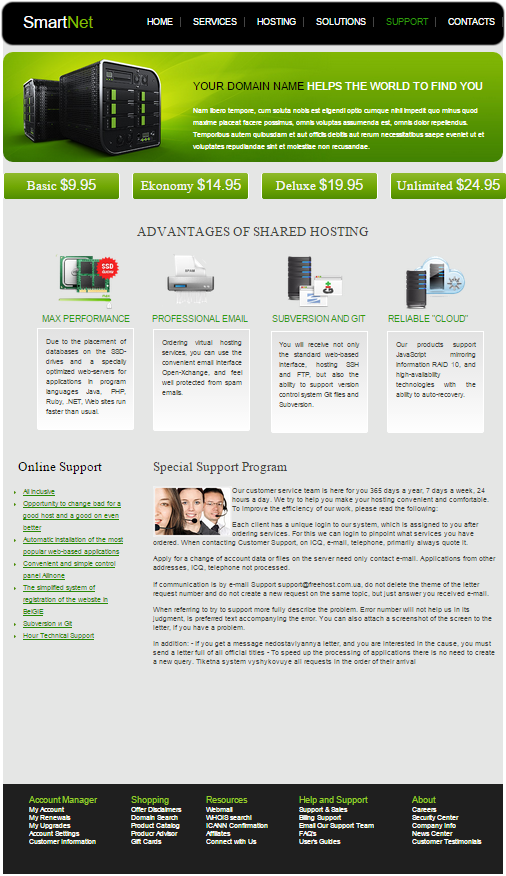 SmartNet
HOME
SERVICES
HOSTING
SOLUTIONS
SUPPORT
CONTACTS
YOUR DOMAIN NAME HELPS THE WORLD TO FIND YOU
Nam libero tempore, cum soluta nobis est eligendi optio cumque nihil impedit quo minus quod
maxime placeat facere possimus, omnis voluptas assumenda est, omnis dolor repellendus.
Temporibus autem quibusdam et aut officiis debitis aut rerum necessitatibus saepe eveniet ut et
voluptates repudiandae sint et molestiae non recusandae.
Basic $9.95
Ekonomy $14.95
Deluxe $19.95
Unlimited $24.95
ADVANTAGES OF SHARED HOSTING
SSD
MAX PERFORMANCE
Due to the placement of
databases on the SSD-
drives and a specially
optimized web-servers for
applications in program
languages Java, PHP,
Ruby, .NET, Web sites run
faster than usual.
SPAM
PROFESSIONAL EMAIL
Ordering virtual hosting
services, you can use the
convenient email interface
Open-Xchange, and feel
well protected from spam
emails.
SUBVERSION AND GIT
You will receive not only
the standard web-based
interface, hosting SSH
and FTP, but also the
ability to support version
control system Git files and
Subversion.
RELIABLE "CLOUD"
Our products support
JavaScript mirroring
information RAID 10, and
high-availability
technologies with the
ability to auto-recovery.
Online Support
All inclusive
Opportunity to change bad for a
good host and a good on even
better
Automatic installation of the most
popular web-based applications
Convenient and simple control
panel Allinone
The simplified system of
registration of the website in
BelGIE
Subversion и Git
Hour Technical Support
Special Support Program
Our customer service team is here for you 365 days a year, 7 days a week, 24
hours a day. We try to help you make your hosting convenient and comfortable.
To improve the efficiency of our work, please read the following:
Each client has a unique login to our system, which is assigned to you after
ordering services. For this we can login to pinpoint what services you have
ordered. When contacting Customer Support, on ICQ, e-mail, telephone, primarily always quote it.
Apply for a change of account data or files on the server need only contact e-mail. Applications from other
addresses, ICQ, telephone not processed.
If communication is by e-mail Support support@freehost.com.ua, do not delete the theme of the letter
request number and do not create a new request on the same topic, but just answer you received e-mail.
When referring to try to support more fully describe the problem. Error number will not help us in its
judgment, is preferred text accompanying the error. You can also attach a screenshot of the screen to the
letter, if you have a problem.
In addition: - If you get a message nedostavlyannya letter, and you are interested in the cause, you must
send a letter full of all official titles - To speed up the processing of applications there is no need to create
a new query. Tiketna system vyshykovuye all requests in the order of their arrival
Account Manager
My Account
My Renewals
My Upgrades
Account Settings
Customer Information
Shopping
Offer Disclaimers
Domain Search
Product Catalog
Producr Advisor
Gift Cards
Resources
Webmail
WHOIS search!
ICANN Confirmation
Affiliates
Connect with Us
Help and Support
Support & Sales
Billing Support
Email Our Support Team
FAQ's
User's Guides
About
Careers
Security Center
Company Info
News Center
Customer Testimonials